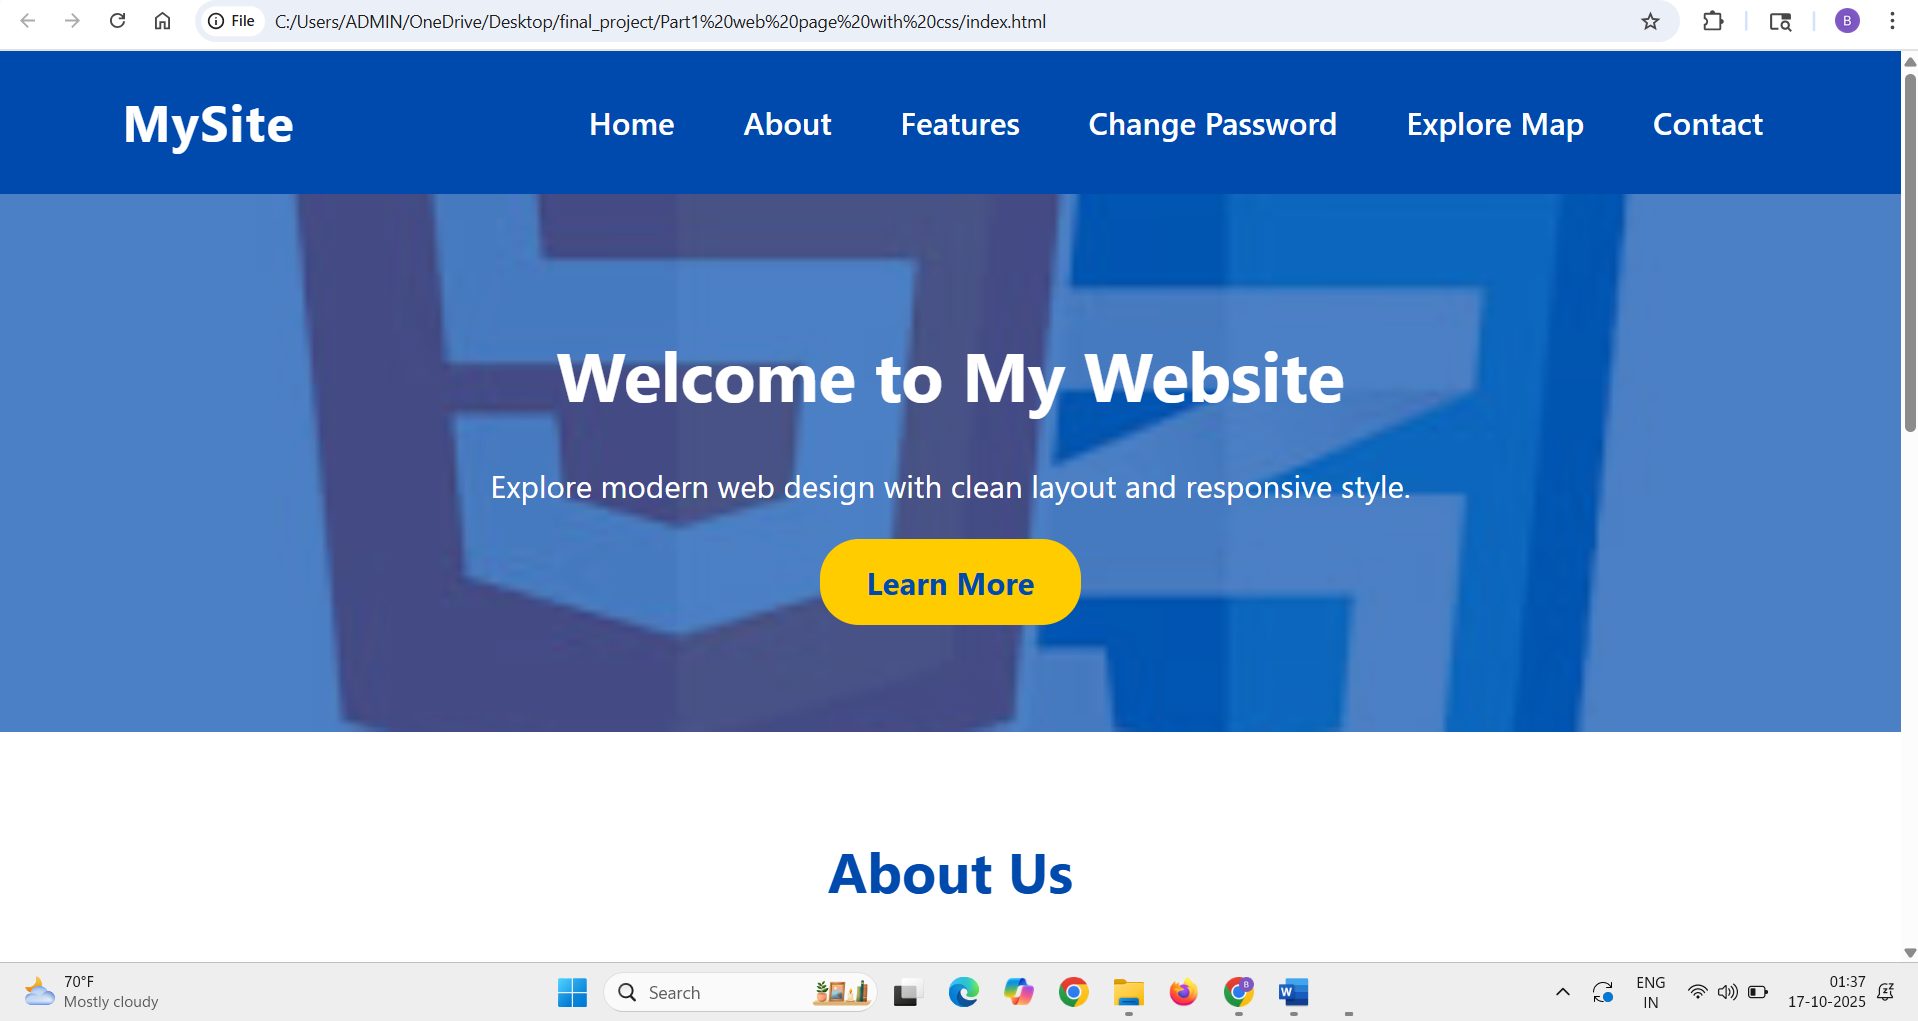 File C:/Users/ADMIN/OneDrive/Desktop/final_project/Part1%20web%20page%20with%20css/index.html B
MySite Home About Features Change Password Explore Map Contact
Welcome to My Website
Explore modern web design with clean layout and responsive style.
Learn More
About Us
70°F
Mostly cloudy
Search
B
W
ENG
IN
01:37
17-10-2025